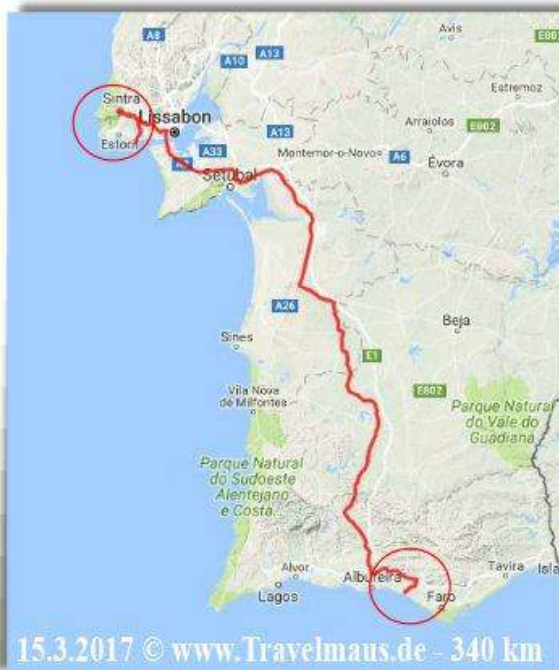 Avis
A8
A13
E802
A10
Estremoz
Sintra
Lissabon
Arraiolos
E802
A13
Estoril
A33
Montemor-o-Novo
A6
Évora
Setúbal
A26
Beja
Sines
E1
Vila Nova
de Milfontes
E802
Parque Natural
do Vale do
Guadiana
Parque Natural
do Sudoeste
Alentejano
e Costa...
Alvor
Albufeira
Tavira
Isla
Lagos
Faro
15.3.2017 © www.Travelmaus.de - 340 km